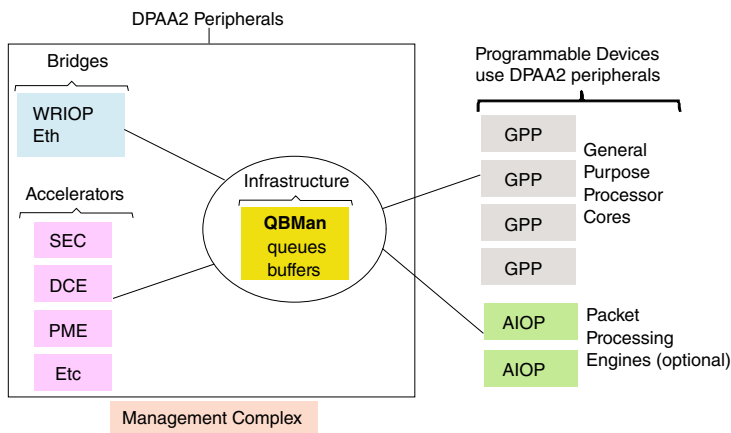 DPAA2 Peripherals
Bridges
WRIOP
Eth
Accelerators
SEC
DCE
PME
Etc
Infrastructure
QBMan
queues
buffers
Management Complex
Programmable Devices
use DPAA2 peripherals
GPP
GPP
GPP
GPP
General
Purpose
Processor
Cores
AIOP
AIOP
Packet
Processing
Engines (optional)